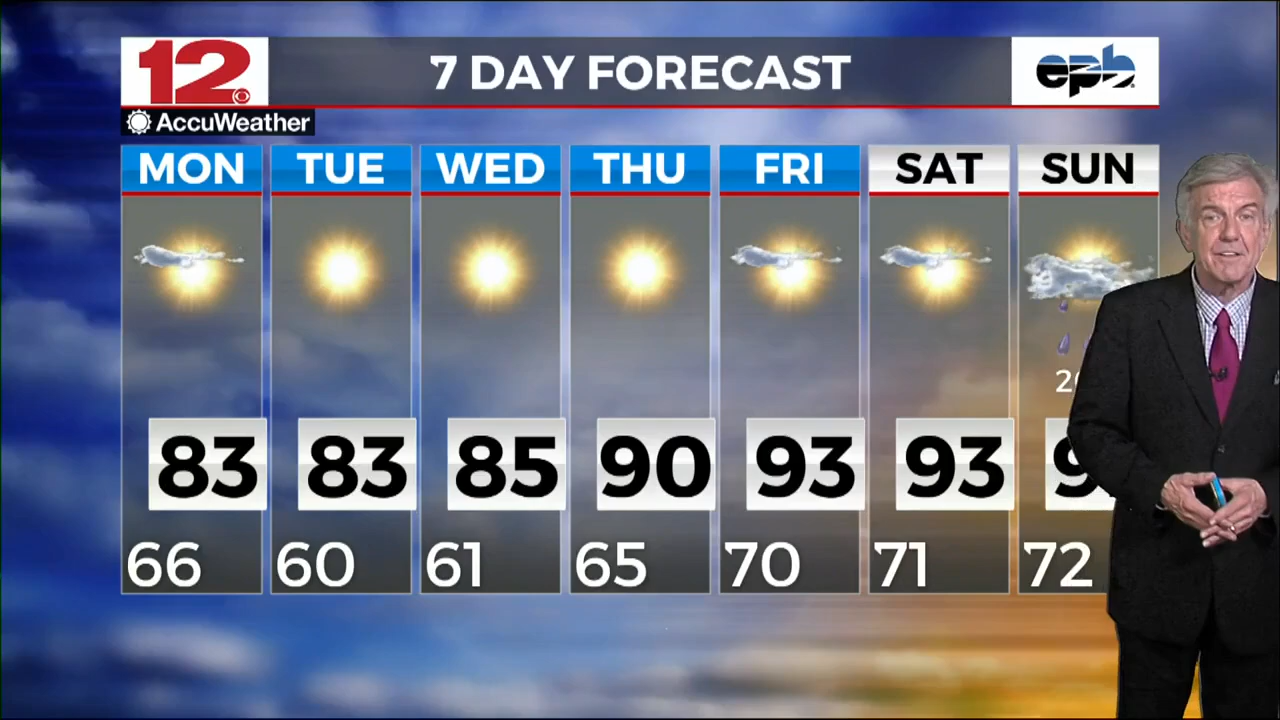 12
7 DAY FORECAST
epb
AccuWeather
MON TUE WED THU FRI SAT SUN
83 83 85 90 93 93
66 60 61 65 70 71 72